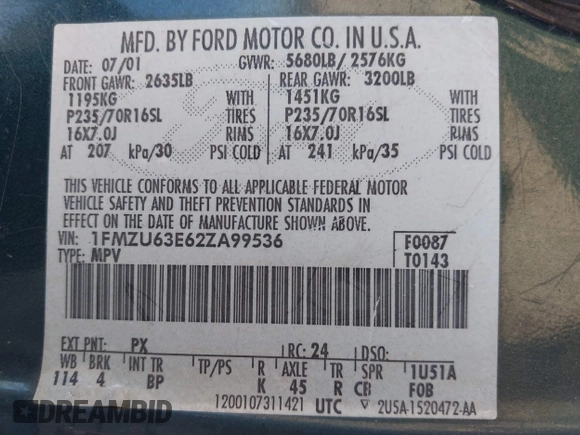 MFD. BY FORD MOTOR CO. IN U.S.A.
DATE: 07/01 GVWR: 5680LB/ 2576KG
FRONT GAWR: 2635LB REAR GAWR: 3200LB
1195KG WITH 1451KG WITH
P235/70R16SL TIRES P235/70R16SL TIRES
16X7.0J RIMS 16X7.0J RIMS
AT 207 kPa/30 PSI COLD AT 241 kPa/35 PSI COLD
THIS VEHICLE CONFORMS TO ALL APPLICABLE FEDERAL MOTOR
VEHICLE SAFETY AND THEFT PREVENTION STANDARDS IN
EFFECT ON THE DATE OF MANUFACTURE SHOWN ABOVE.
VIN: 1FMZU63E62ZA99536 F0087
TYPE: MPV T0143
EXT PNT: PX RC: 24 DSO:
WB BRK INT TR TP/PS R AXLE TR SPR 1U51A
114 4 BP K 45 R CB FOB
1200107311421 UTC ▽ 2U5A-1520472-AA
DREAMBID